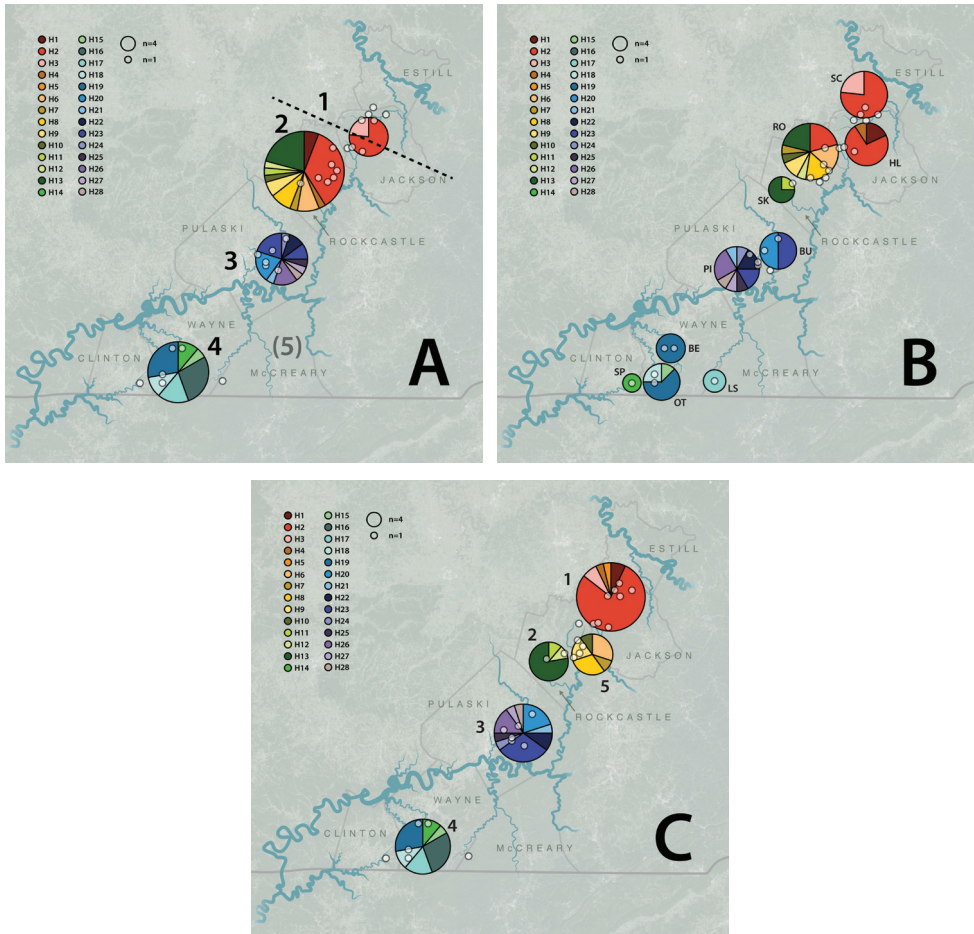 H1 H15
H2 H16
H3 H17
H4 H18
H5 H19
H6 H20
H7 H21
H8 H22
H9 H23
H10 H24
H11 H25
H12 H26
H13 H27
H14 H28
n=4
n=1
ESTILL
1
2
JACKSON
PULASKI
ROCKCASTLE
3
WAYNE
4
(5)
CLINTON
McCREARY
A
H1 H15
H2 H16
H3 H17
H4 H18
H5 H19
H6 H20
H7 H21
H8 H22
H9 H23
H10 H24
H11 H25
H12 H26
H13 H27
H14 H28
n=4
n=1
ESTILL
SC
RO
HL
JACKSON
SK
PULASKI
ROCKCASTLE
BU
PI
WAYNE
BE
CLINTON
SP
McCREARY
LS
OT
B
H1 H15
H2 H16
H3 H17
H4 H18
H5 H19
H6 H20
H7 H21
H8 H22
H9 H23
H10 H24
H11 H25
H12 H26
H13 H27
H14 H28
n=4
n=1
ESTILL
1
2
JACKSON
5
PULASKI
ROCKCASTLE
3
WAYNE
4
CLINTON
McCREARY
C